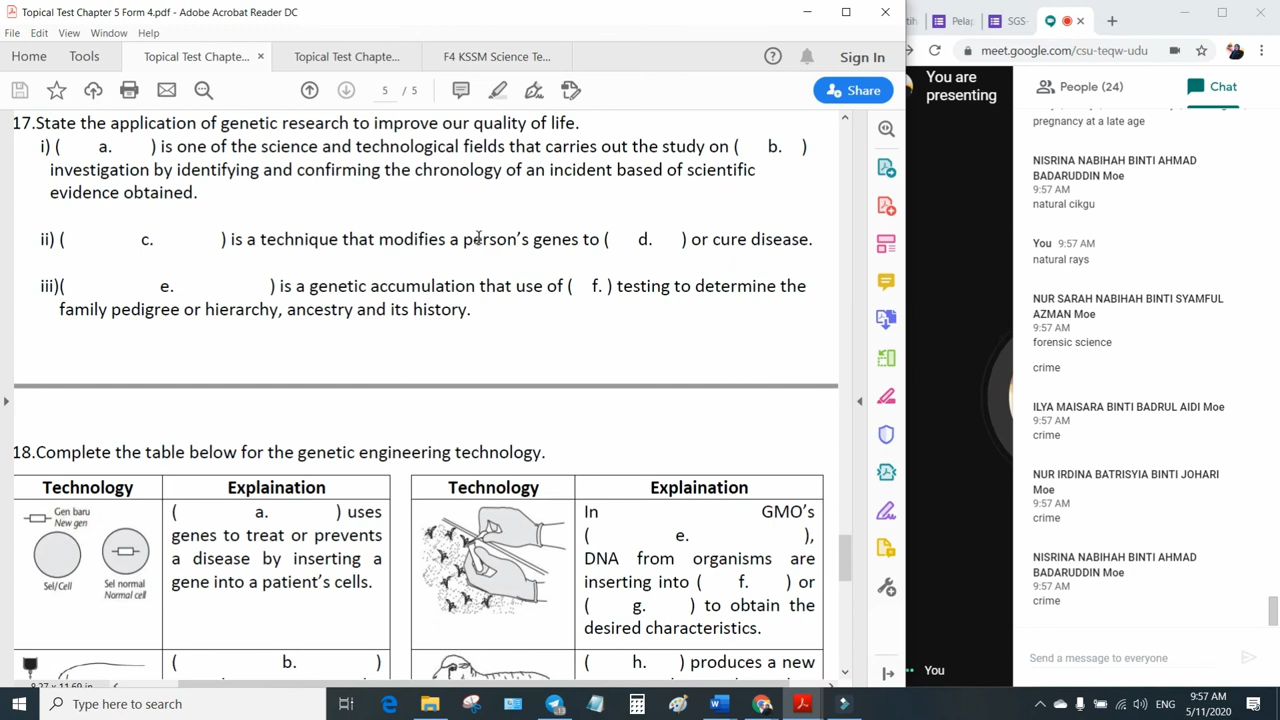 Topical Test Chapter 5 Form 4.pdf - Adobe Acrobat Reader DC
File Edit View Window Help
Home Tools Topical Test Chapte... Topical Test Chapte... F4 KSSM Science Te... Sign In
5 / 5 Share
17.State the application of genetic research to improve our quality of life.
i) ( a. ) is one of the science and technological fields that carries out the study on ( b. )
investigation by identifying and confirming the chronology of an incident based of scientific
evidence obtained.
ii) ( c. ) is a technique that modifies a person's genes to ( d. ) or cure disease.
iii)( e. ) is a genetic accumulation that use of ( f. ) testing to determine the
family pedigree or hierarchy, ancestry and its history.
18.Complete the table below for the genetic engineering technology.
Technology Explaination Technology Explaination
Gen baru
New gen
Sel/Cell
Sel normal
Normal cell
( a. ) uses
genes to treat or prevents
a disease by inserting a
gene into a patient's cells.
In GMO's
( e. ),
DNA from organisms are
inserting into ( f. ) or
( g. ) to obtain the
desired characteristics.
( b. )
( h. ) produces a new
8.27 x 11.69 in
Pelap
SGS-
meet.google.com/csu-teqw-udu
You are
presenting
You
People (24) Chat
pregnancy at a late age
NISRINA NABIHAH BINTI AHMAD
BADARUDDIN Moe
9:57 AM
natural cikgu
You 9:57 AM
natural rays
NUR SARAH NABIHAH BINTI SYAMFUL
AZMAN Moe
9:57 AM
forensic science
crime
ILYA MAISARA BINTI BADRUL AIDI Moe
9:57 AM
crime
NUR IRDINA BATRISYIA BINTI JOHARI
Moe
9:57 AM
crime
NISRINA NABIHAH BINTI AHMAD
BADARUDDIN Moe
9:57 AM
crime
Send a message to everyone
Type here to search
ENG
9:57 AM
5/11/2020